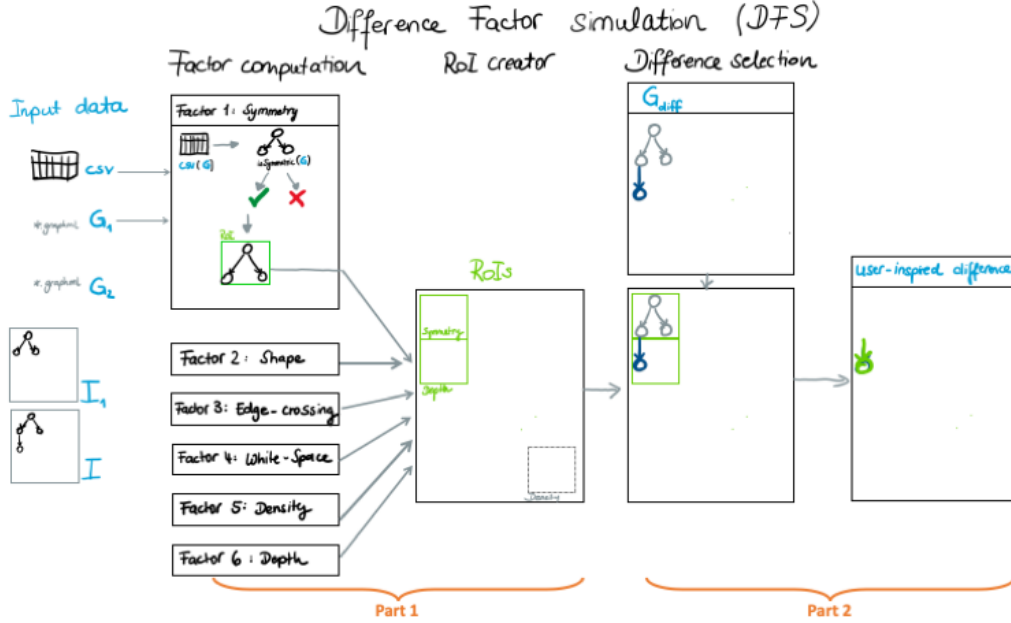 Difference Factor simulation (DFS)
Factor computation
RoI creator
Difference selection
Input data
csv
*.graphml G1
*.graphml G2
I1
I
Factor 1: Symmetry
csv(G)
isSymmetric(G)
RoI
Factor 2: Shape
Factor 3: Edge-crossing
Factor 4: White-Space
Factor 5: Density
Factor 6: Depth
RoIs
Symmetry
Depth
Density
Gdiff
user-inspired difference
Part 1
Part 2